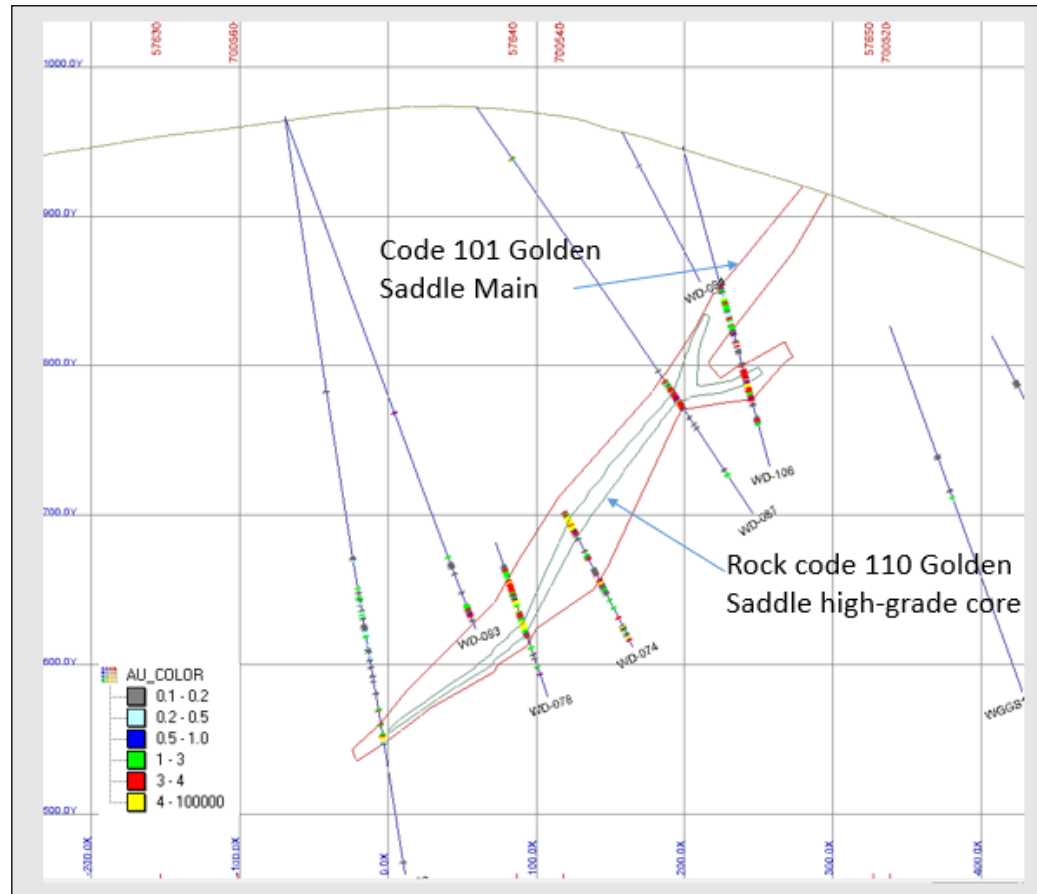 57630
700560
57640
700540
57650
700520
1000.0Y
900.0Y
Code 101 Golden
Saddle Main
WD-106
800.0Y
WD-087
700.0Y
Rock code 110 Golden
Saddle high-grade core
WD-093
WD-074
600.0Y
WD-078
AU_COLOR
0.1 - 0.2
0.2 - 0.5
0.5 - 1.0
1 - 3
3 - 4
4 - 100000
500.0Y
-200.0X
-100.0X
0.0X
100.0X
200.0X
300.0X
400.0X